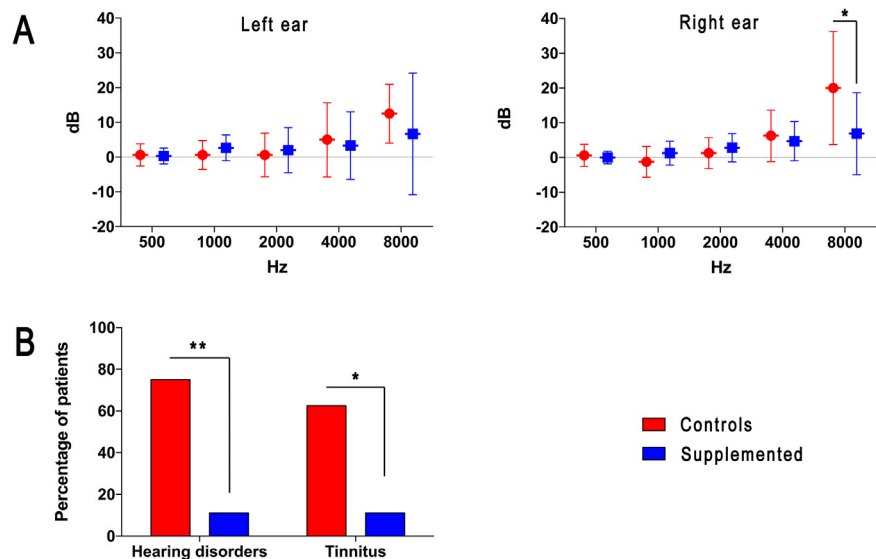 A
Left ear
dB
40
30
20
10
0
-10
-20
500 1000 2000 4000 8000
Hz
Right ear
*
dB
40
30
20
10
0
-10
-20
500 1000 2000 4000 8000
Hz
B
Percentage of patients
100
80
60
40
20
0
**
*
Hearing disorders Tinnitus
Controls
Supplemented